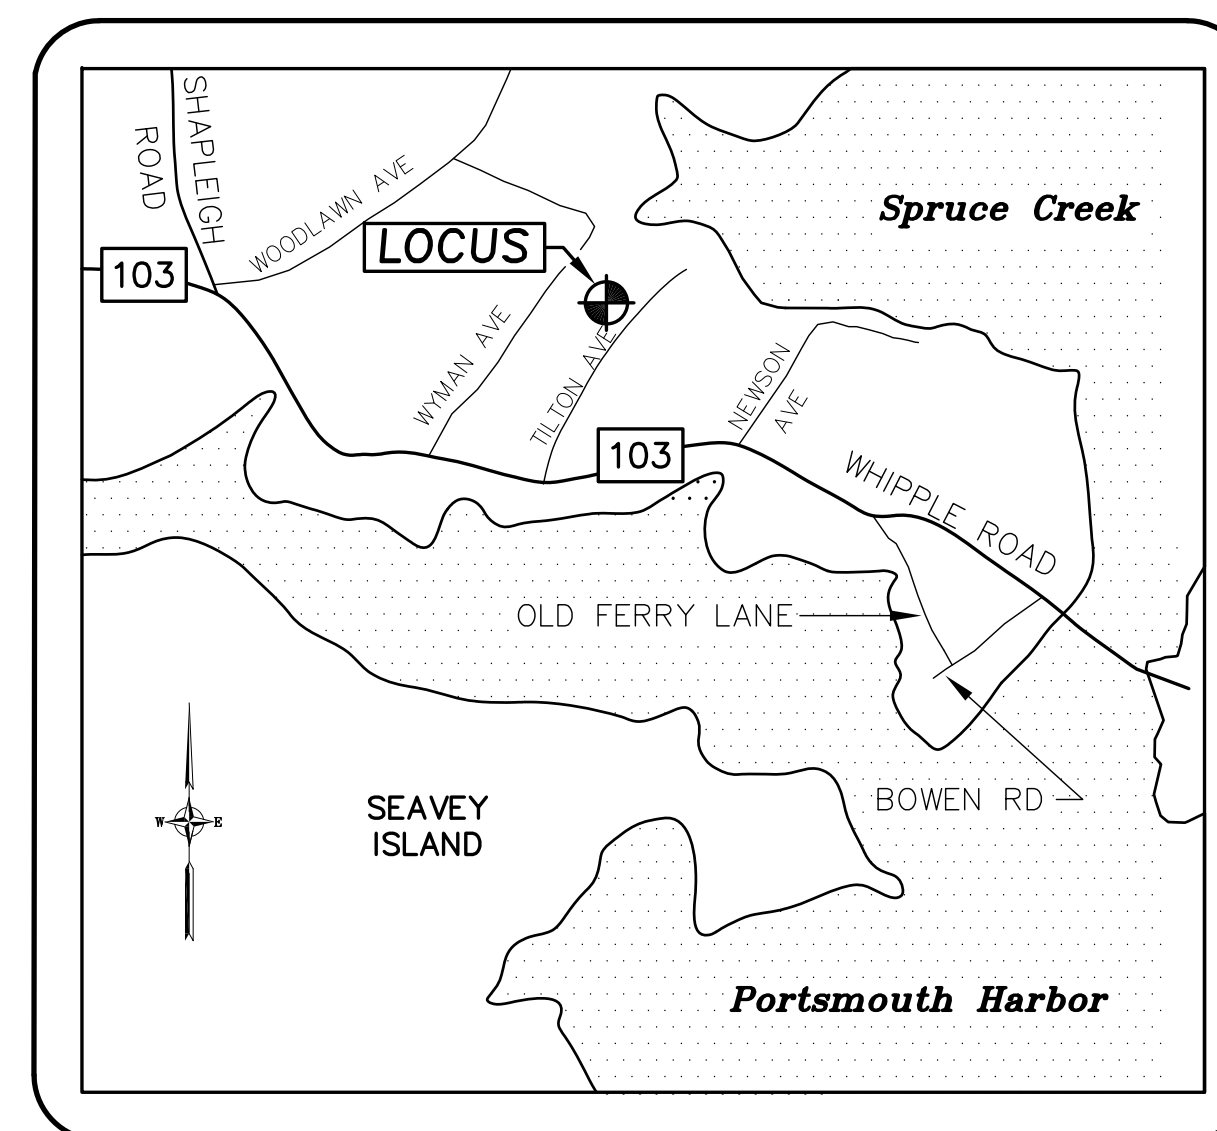 SHAPLEIGH
ROAD
WOODLAWN AVE
Spruce Creek
LOCUS
103
WYMAN AVE
TILTON AVE
NEWSON
AVE
103
WHIPPLE ROAD
OLD FERRY LANE
BOWEN RD
SEAVEY
ISLAND
W E
Portsmouth Harbor